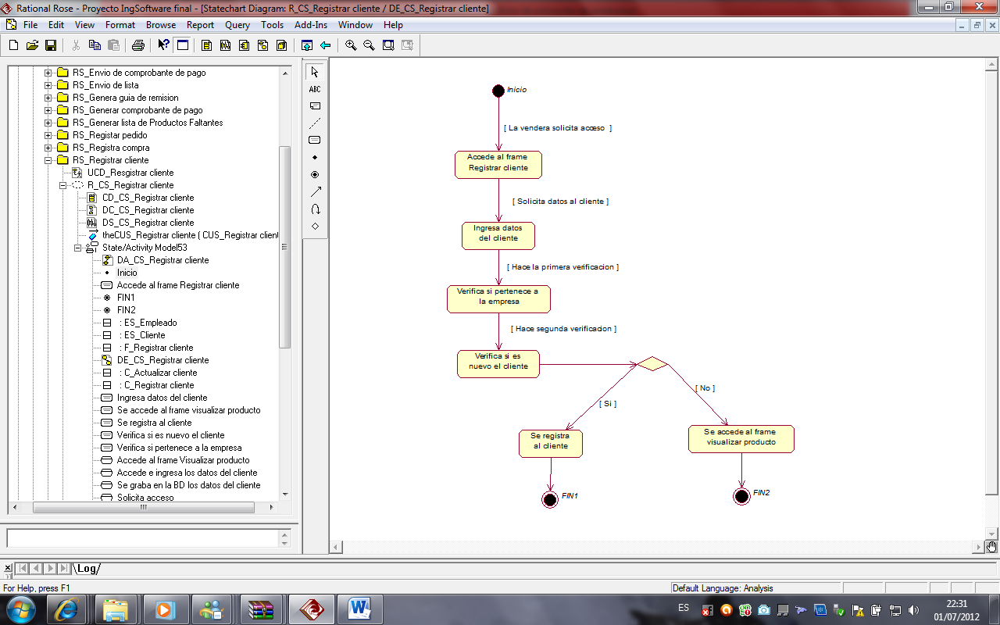 Rational Rose - Proyecto IngSoftware final - [Statechart Diagram: R_CS_Registrar cliente / DE_CS_Registrar cliente]
File Edit View Format Browse Report Query Tools Add-Ins Window Help
RS_Envio de comprobante de pago
RS_Envio de lista
RS_Genera guia de remision
RS_Generar comprobante de pago
RS_Generar lista de Productos Faltantes
RS_Registar pedido
RS_Registra compra
RS_Registrar cliente
UCD_Resgistrar cliente
R_CS_Registrar cliente
CD_CS_Registrar cliente
DC_CS_Registrar cliente
DS_CS_Registrar cliente
theCUS_Registrar cliente ( CUS_Registrar client
State/Activity Model53
DA_CS_Registrar cliente
Inicio
Accede al frame Registrar cliente
FIN1
FIN2
: ES_Empleado
: ES_Cliente
: F_Registrar cliente
DE_CS_Registrar cliente
: C_Actualizar cliente
: C_Registrar cliente
Ingresa datos del cliente
Se accede al frame visualizar producto
Se registra al cliente
Verifica si es nuevo el cliente
Verifica si pertenece a la empresa
Accede al frame Visualizar producto
Accede e ingresa los datos del cliente
Se graba en la BD los datos del cliente
Solicita acceso
ABC
Inicio
[ La vendera solicita acceso ]
Accede al frame
Registrar cliente
[ Solicita datos al cliente ]
Ingresa datos
del cliente
[ Hace la primera verificacion ]
Verifica si pertenece a
la empresa
[ Hace segunda verificacion ]
Verifica si es
nuevo el cliente
[ Si ]
[ No ]
Se registra
al cliente
Se accede al frame
visualizar producto
FIN1
FIN2
Log
For Help, press F1
Default Language: Analysis
ES
22:31
01/07/2012